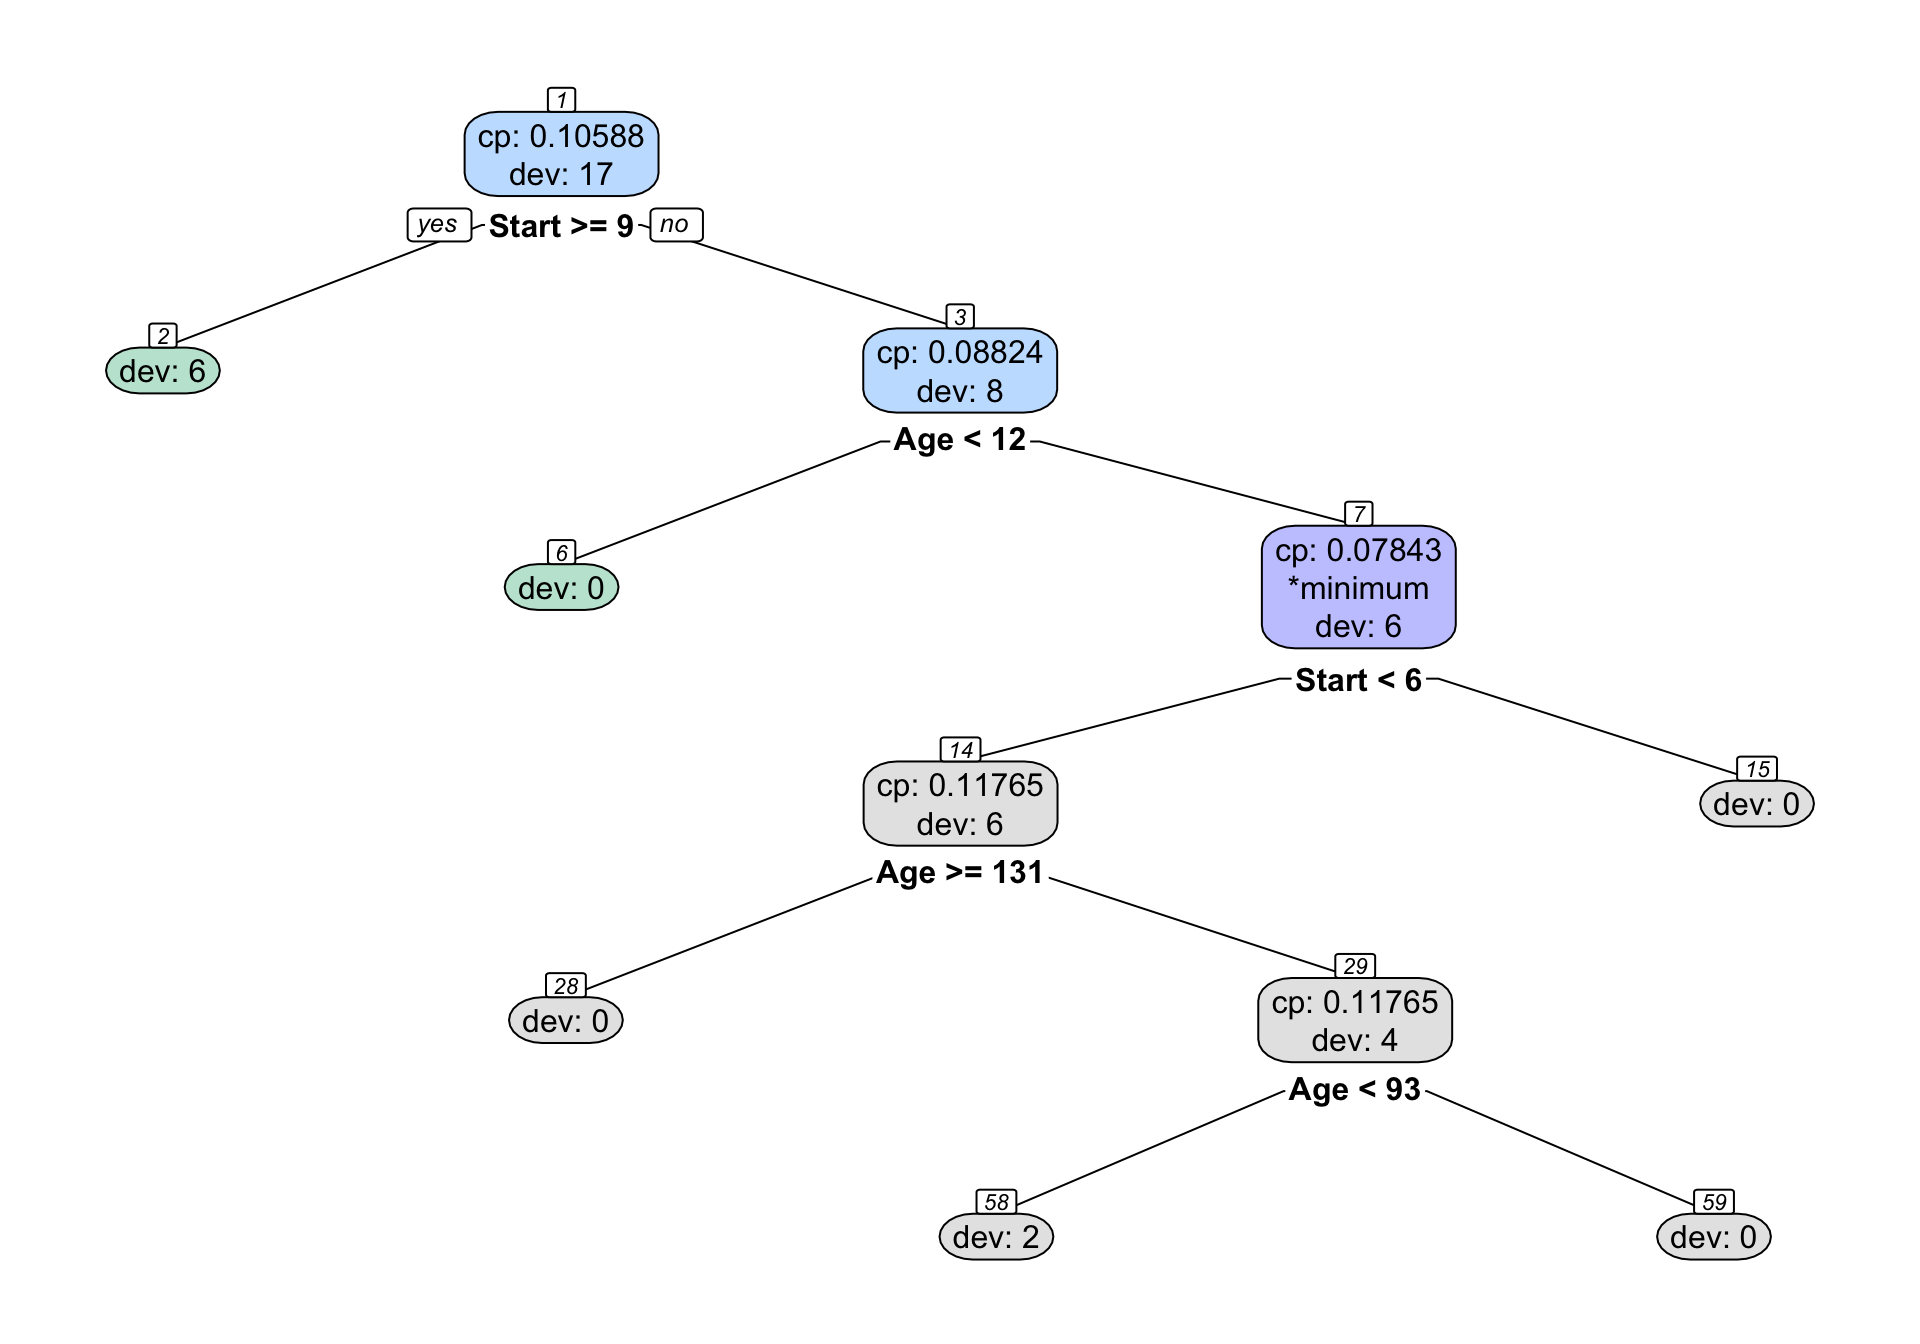 1
cp: 0.10588
dev: 17
yes
Start >= 9
no
2
dev: 6
3
cp: 0.08824
dev: 8
Age < 12
6
dev: 0
7
cp: 0.07843
*minimum
dev: 6
Start < 6
14
cp: 0.11765
dev: 6
15
dev: 0
Age >= 131
28
dev: 0
29
cp: 0.11765
dev: 4
Age < 93
58
dev: 2
59
dev: 0